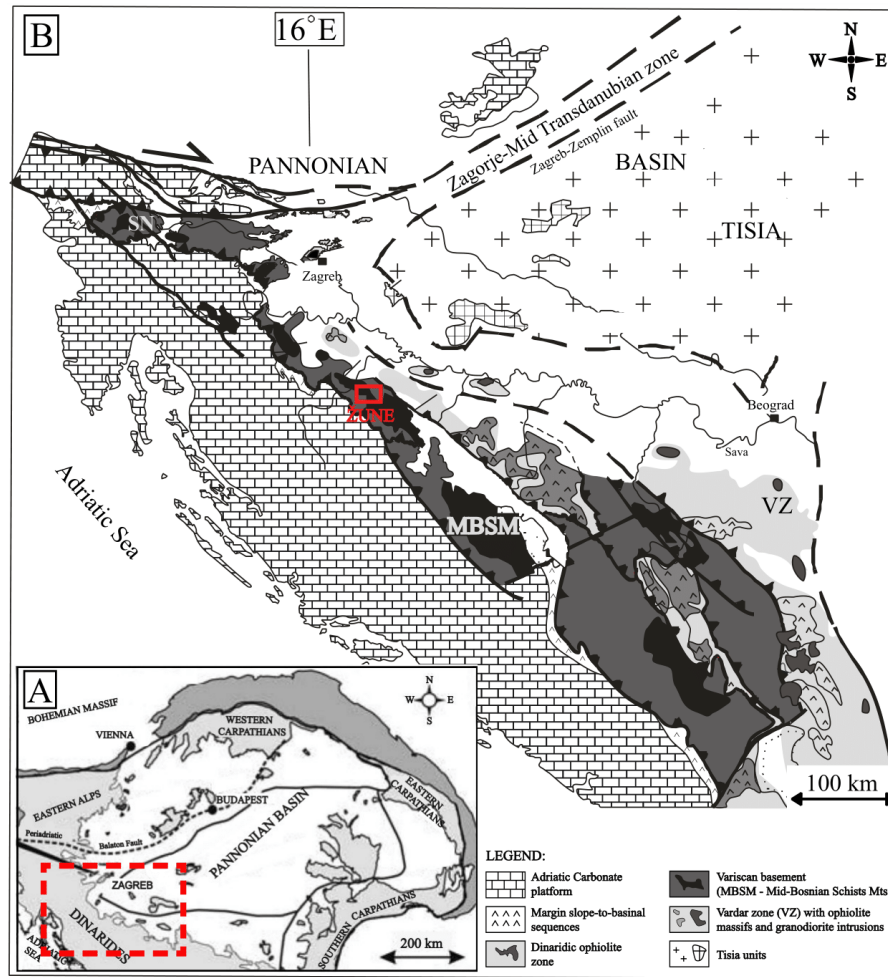 B
16°E
N
W E
S
Zagorje-Mid Transdanubian zone
Zagreb-Zemplin fault
PANNONIAN
BASIN
TISIA
SN
Zagreb
ŽUNE
Beograd
Sava
Adriatic Sea
MBSM
VZ
A
N
W E
S
BOHEMIAN MASSIF
VIENNA
WESTERN
CARPATHIANS
EASTERN
CARPATHIANS
EASTERN ALPS
BUDAPEST
Periadriatic
Balaton Fault
PANNONIAN BASIN
ZAGREB
DINARIDES
ADRIATIC
SEA
SOUTHERN CARPATHIANS
200 km
100 km
LEGEND:
Adriatic Carbonate
platform
Margin slope-to-basinal
sequences
Dinaridic ophiolite
zone
Variscan basement
(MBSM - Mid-Bosnian Schists Mts
Vardar zone (VZ) with ophiolite
massifs and granodiorite intrusions
Tisia units